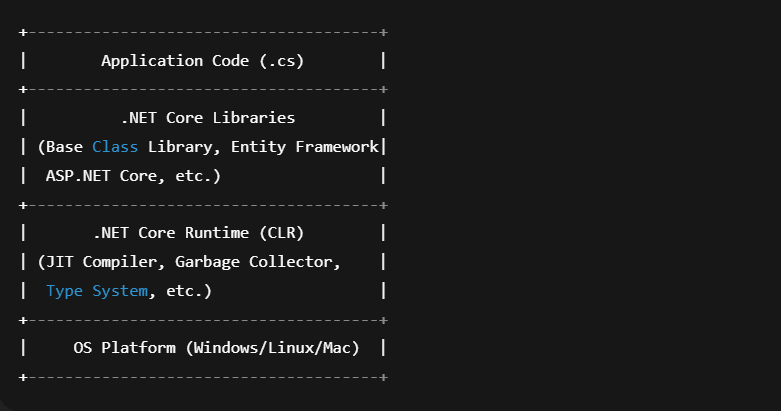 +--------------------------------------+
|        Application Code (.cs)        |
+--------------------------------------+
|          .NET Core Libraries         |
| (Base Class Library, Entity Framework|
|  ASP.NET Core, etc.)                 |
+--------------------------------------+
|       .NET Core Runtime (CLR)        |
| (JIT Compiler, Garbage Collector,    |
|  Type System, etc.)                  |
+--------------------------------------+
|     OS Platform (Windows/Linux/Mac)  |
+--------------------------------------+